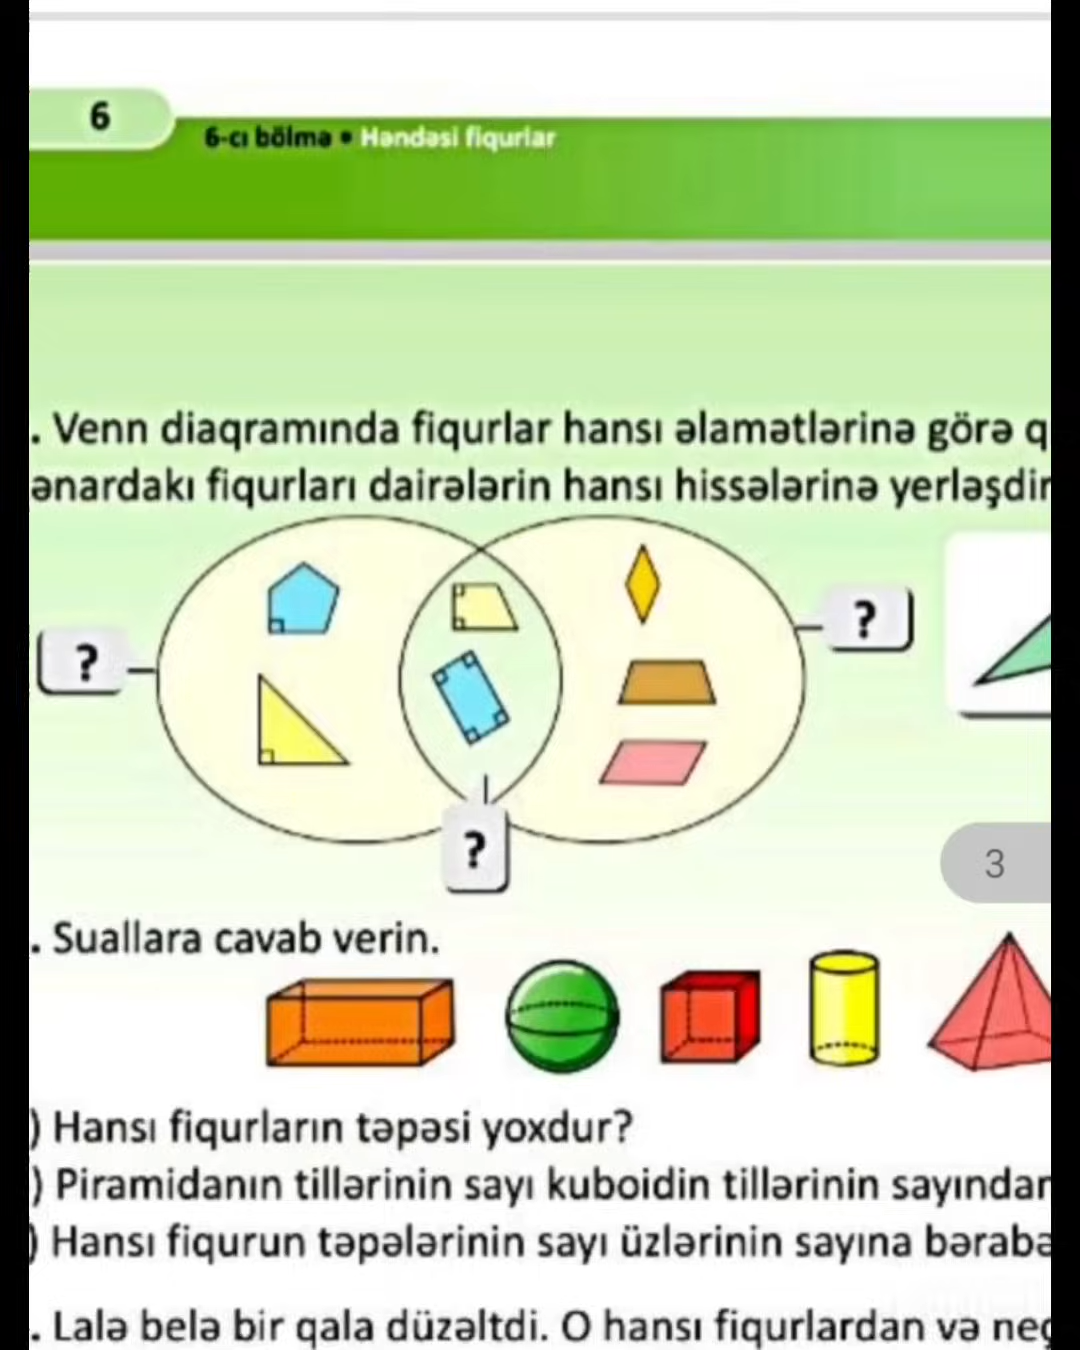 6
6-cı bölmə • Həndəsi fiqurlar
. Venn diaqramında fiqurlar hansı əlamətlərinə görə q
ənardakı fiqurları dairələrin hansı hissələrinə yerləşdir
?
?
?
3
. Suallara cavab verin.
) Hansı fiqurların təpəsi yoxdur?
) Piramidanın tillərinin sayı kuboidin tillərinin sayından
) Hansı fiqurun təpələrinin sayı üzlərinin sayına bərabə
. Lalə belə bir qala düzəltdi. O hansı fiqurlardan və neç